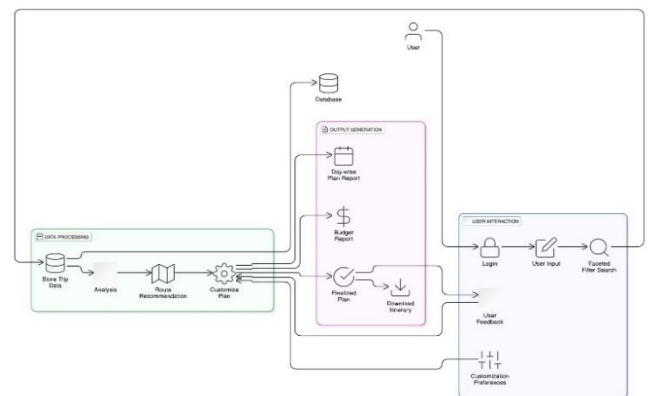 User
Database
OUTPUT GENERATION
Day-wise
Plan Report
Budget
Report
Finalized
Plan
Download
Itinerary
DATA PROCESSING
Store Trip
Data
Analysis
Route
Recommendation
Customize
Plan
USER INTERACTION
Login
User Input
Faceted
Filter Search
User
Feedback
Customization
Preferences